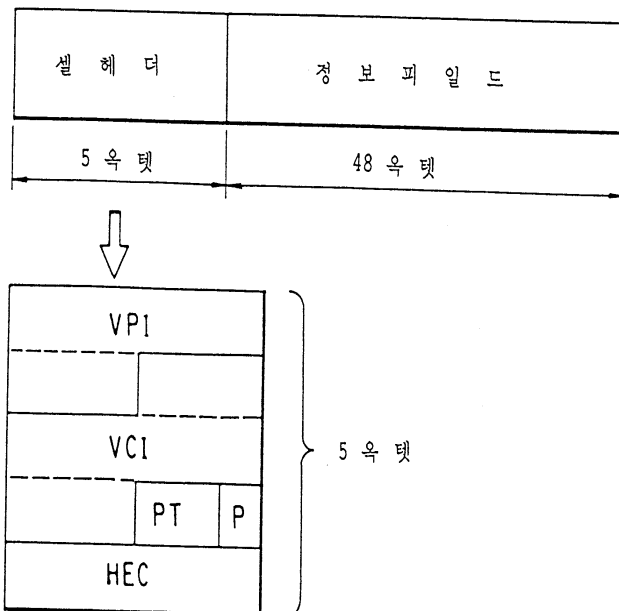 셀 헤 더 정 보 피 일 드
5 옥 텟 48 옥 텟
VPI
VCI
5 옥 텟
PT P
HEC